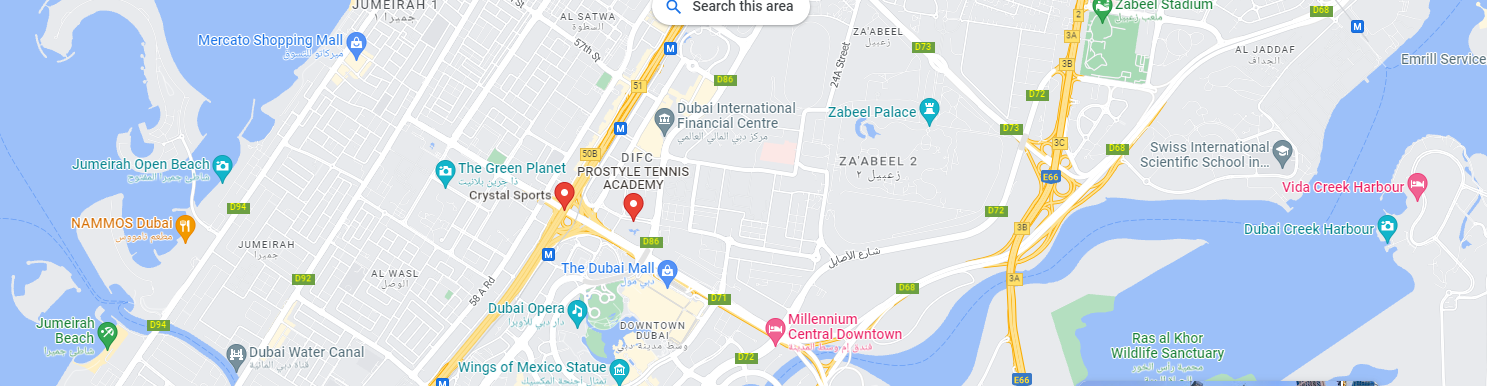 JUMEIRAH 1
جميرا ١
AL SATWA
السطوة
57th St
Search this area
Zabeel Stadium
ملعب زعبيل
D68
2
M
Mercato Shopping Mall
ميركاتو للتسوق
M
ZA'ABEEL
زعبيل
D73
3A
AL JADDAF
الجداف
Emrill Service
3B
24A Street
51
D86
D72
Dubai International
Financial Centre
مركز دبي المالي العالمي
Zabeel Palace
M
D73
3C
50B
DIFC
PROSTYLE TENNIS
ACADEMY
ZA'ABEEL 2
زعبيل ٢
D68
Swiss International
Scientific School in...
Jumeirah Open Beach
شاطئ جميرا المفتوح
The Green Planet
ذا جرين بلانيت
Crystal Sports
E66
Vida Creek Harbour
D94
NAMMOS Dubai
مطعم ناموس
D72
3B
Dubai Creek Harbour
JUMEIRAH
جميرا
D86
M
شارع الأصايل
AL WASL
الوصل
D92
The Dubai Mall
دبي مول
3A
58 A Rd
D68
D71
Dubai Opera
دار دبي للأوبرا
Jumeirah
Beach
شاطئ جميرا
D94
DOWNTOWN
DUBAI
وسط مدينة دبي
Millennium
Central Downtown
Dubai Water Canal
قناة دبي المائية
D72
Ras al Khor
Wildlife Sanctuary
محمية رأس الخور
Wings of Mexico Statue
تمثال أجنحة المكسيك
M
E66